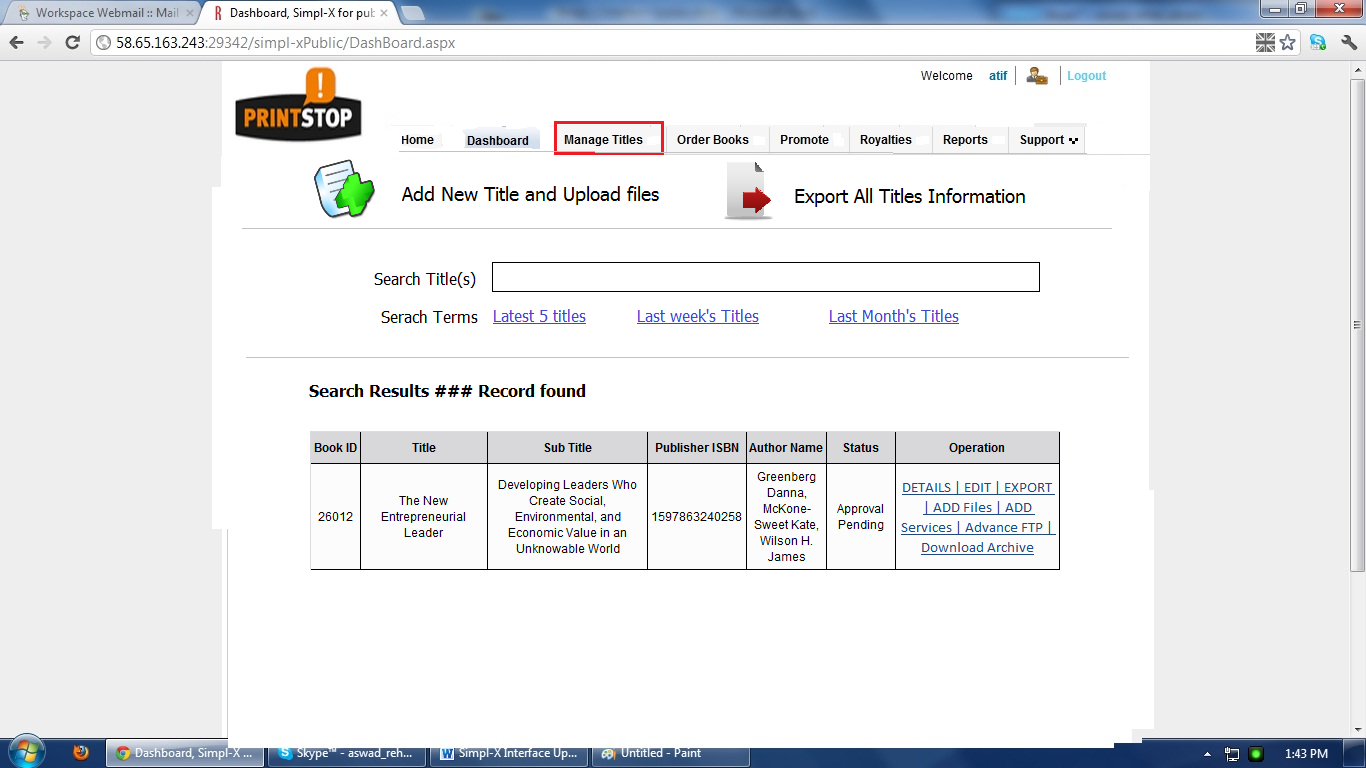 Workspace Webmail :: Mail
Dashboard, Simpl-X for pub
58.65.163.243:29342/simpl-xPublic/DashBoard.aspx
Welcome atif Logout
!
PRINTSTOP
Home Dashboard Manage Titles Order Books Promote Royalties Reports Support
Add New Title and Upload files
Export All Titles Information
Search Title(s)
Serach Terms Latest 5 titles Last week's Titles Last Month's Titles
Search Results ### Record found
Book ID Title Sub Title Publisher ISBN Author Name Status Operation
26012
The New
Entrepreneurial
Leader
Developing Leaders Who
Create Social,
Environmental, and
Economic Value in an
Unknowable World
1597863240258
Greenberg
Danna,
McKone-
Sweet Kate,
Wilson H.
James
Approval
Pending
DETAILS | EDIT | EXPORT
| ADD Files | ADD
Services | Advance FTP |
Download Archive
Dashboard, Simpl-X ...
Skype™ - aswad_reh...
Simpl-X Interface Up...
Untitled - Paint
1:43 PM